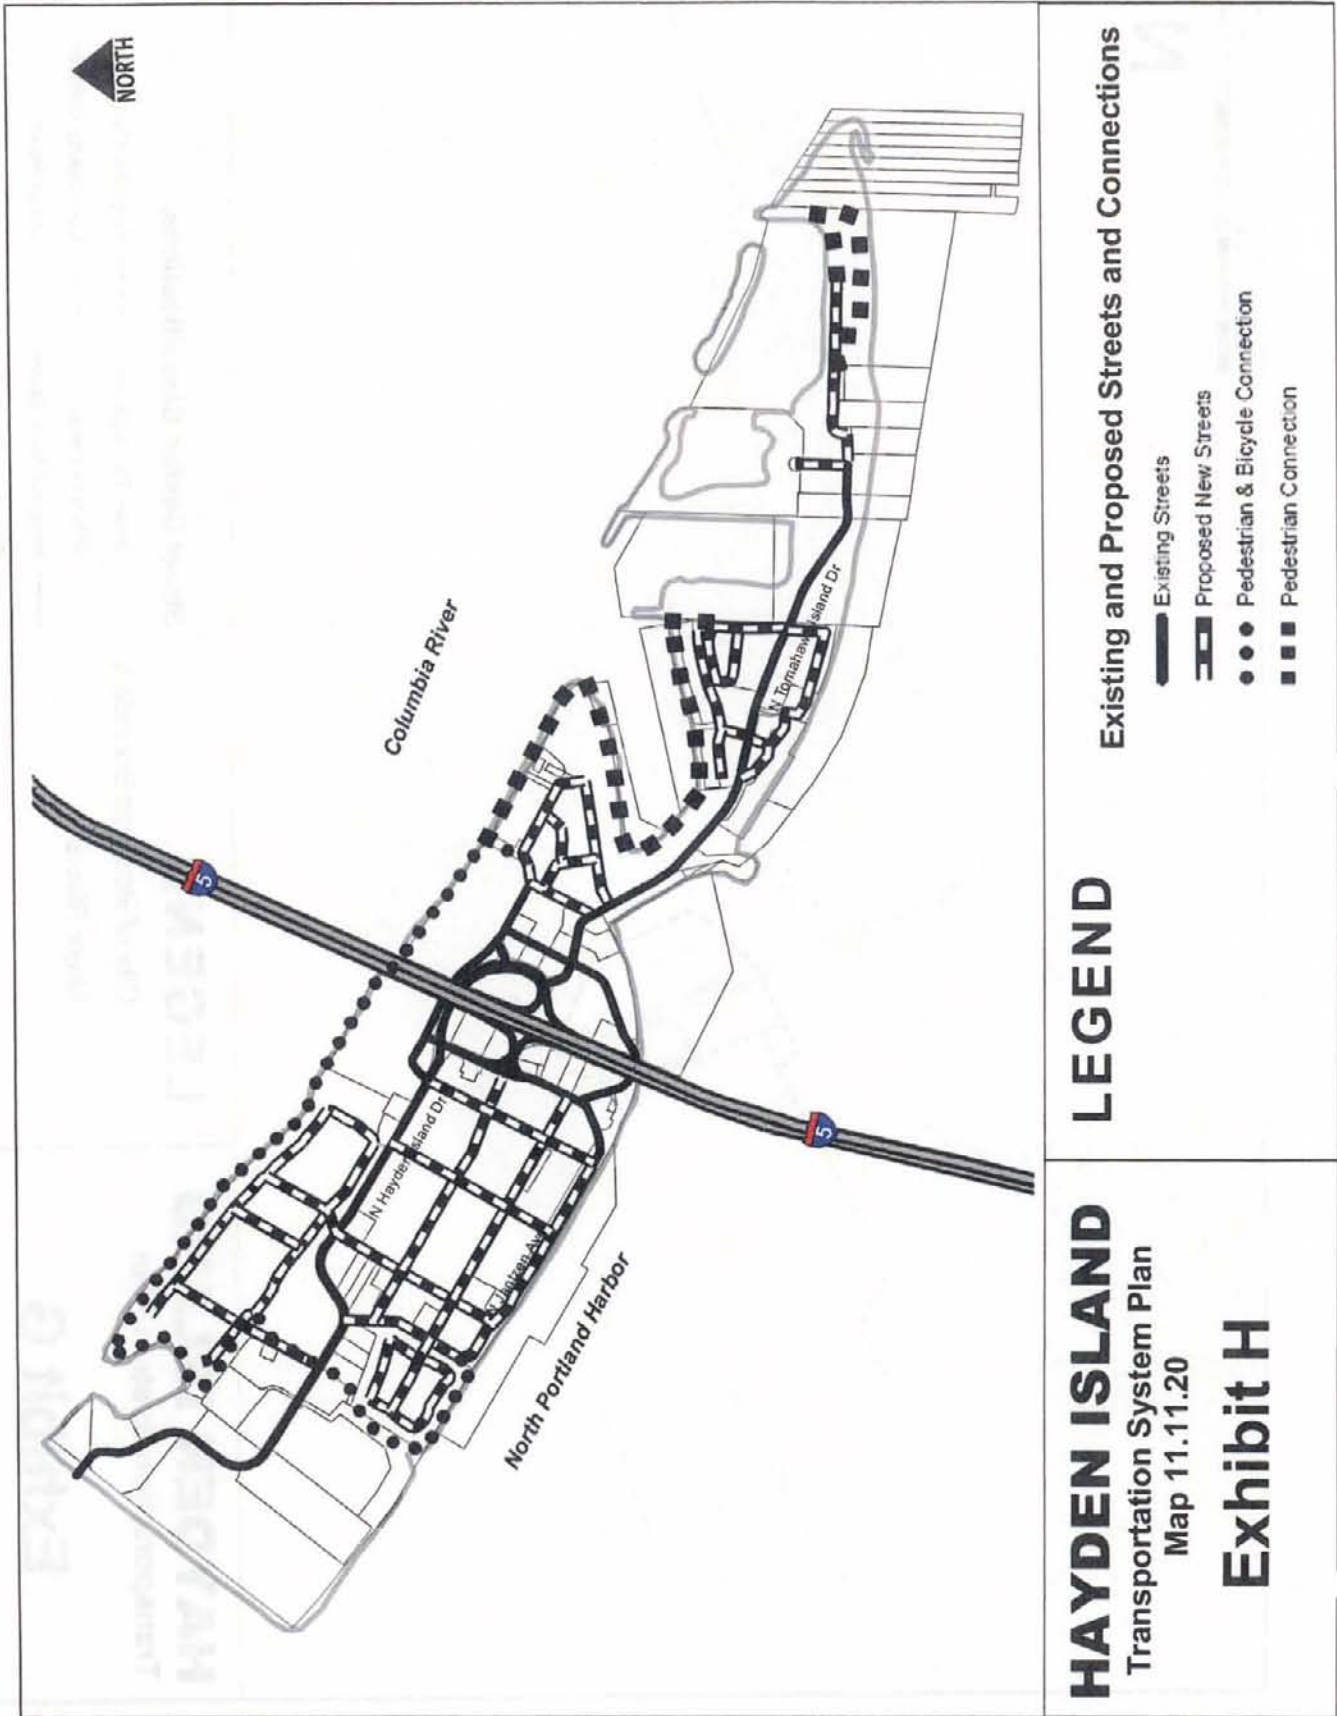 NORTH
Columbia River
5
N Hayden Island Dr
N Tomahawk Island Dr
N Jantzen Av
5
North Portland Harbor
HAYDEN ISLAND
Transportation System Plan
Map 11.11.20
Exhibit H
LEGEND
Existing and Proposed Streets and Connections
Existing Streets
Proposed New Streets
Pedestrian & Bicycle Connection
Pedestrian Connection